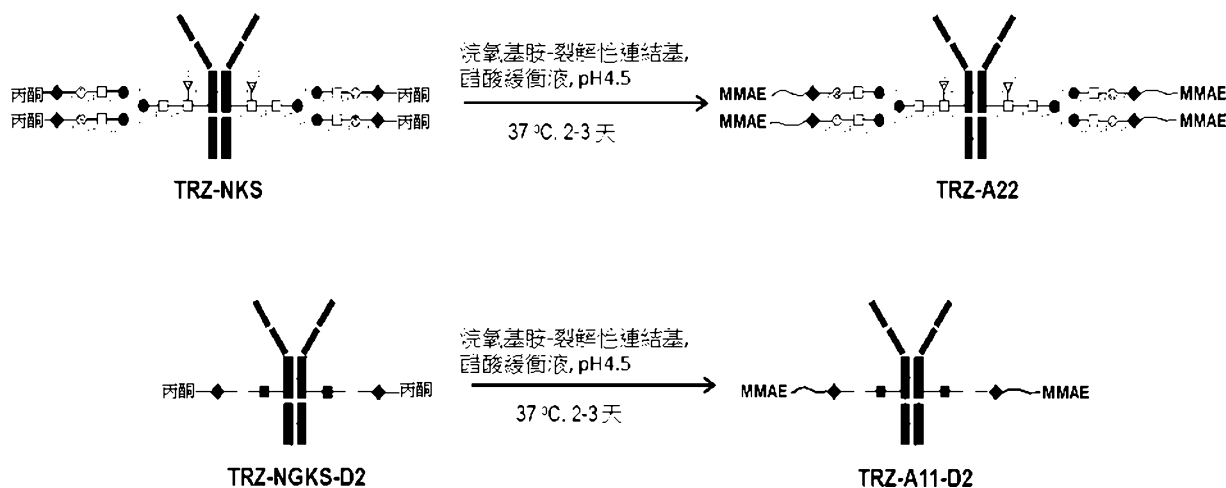 烷氧基胺-裂解性連結基,
醋酸緩衝液, pH4.5
37 ºC, 2-3 天
丙酮
丙酮
丙酮
丙酮
MMAE
MMAE
MMAE
MMAE
TRZ-NKS
TRZ-A22
烷氧基胺-裂解性連結基,
醋酸緩衝液, pH4.5
37 ºC, 2-3 天
丙酮
丙酮
MMAE
MMAE
TRZ-NGKS-D2
TRZ-A11-D2